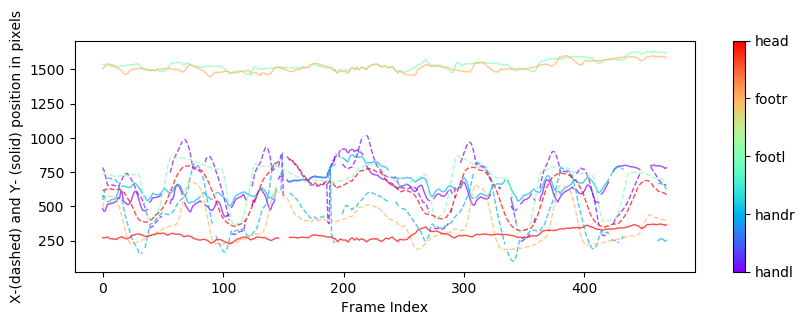 X-(dashed) and Y- (solid) position in pixels
1500
1250
1000
750
500
250
0
100
200
300
400
Frame Index
head
footr
footl
handr
handl